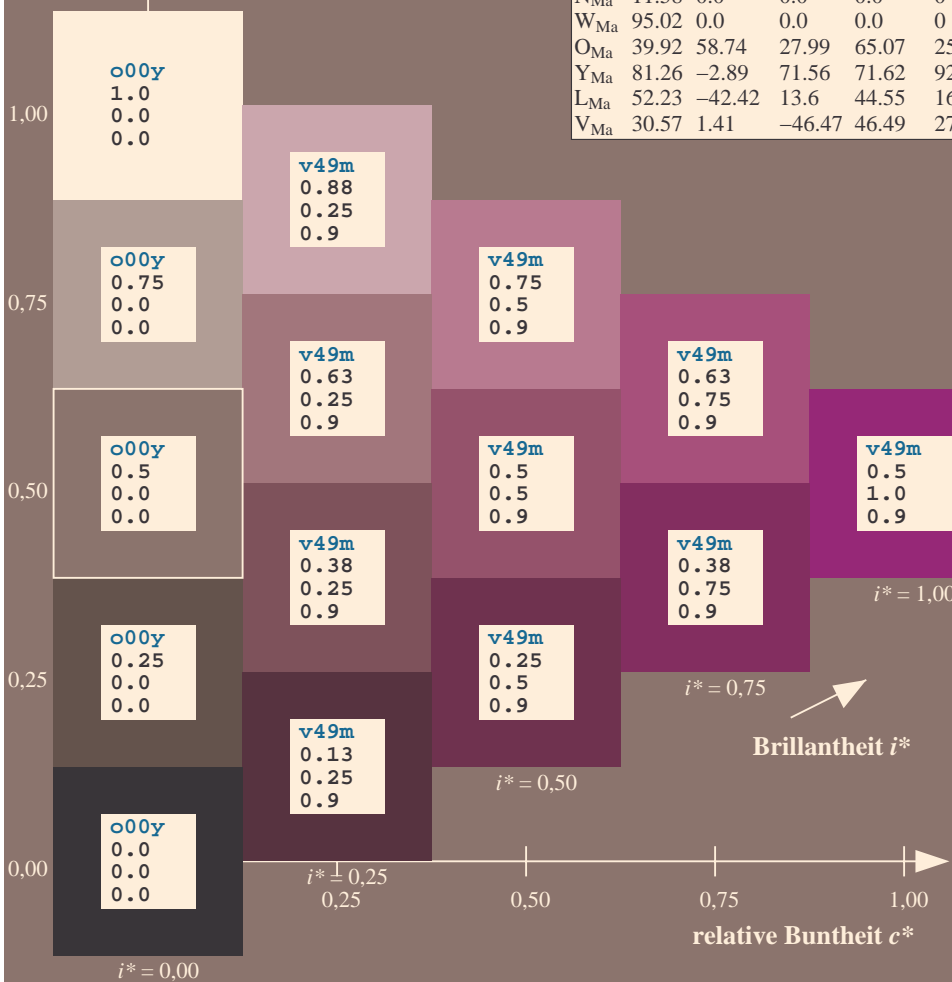 W_Ma 95.02 0.0 0.0 0.0 0
O_Ma 39.92 58.74 27.99 65.07 25
Y_Ma 81.26 −2.89 71.56 71.62 92
L_Ma 52.23 −42.42 13.6 44.55 16
V_Ma 30.57 1.41 −46.47 46.49 27
o00y
1.0
0.0
0.0
1,00
v49m
0.88
0.25
0.9
o00y
0.75
0.0
0.0
v49m
0.75
0.5
0.9
0,75
v49m
0.63
0.25
0.9
v49m
0.63
0.75
0.9
o00y
0.5
0.0
0.0
v49m
0.5
0.5
0.9
v49m
0.5
1.0
0.9
0,50
v49m
0.38
0.25
0.9
v49m
0.38
0.75
0.9
i* = 1,00
o00y
0.25
0.0
0.0
v49m
0.25
0.5
0.9
0,25
i* = 0,75
v49m
0.13
0.25
0.9
Brillantheit i*
i* = 0,50
o00y
0.0
0.0
0.0
0,00
i* = 0,25
0,25 0,50 0,75 1,00
relative Buntheit c*
i* = 0,00